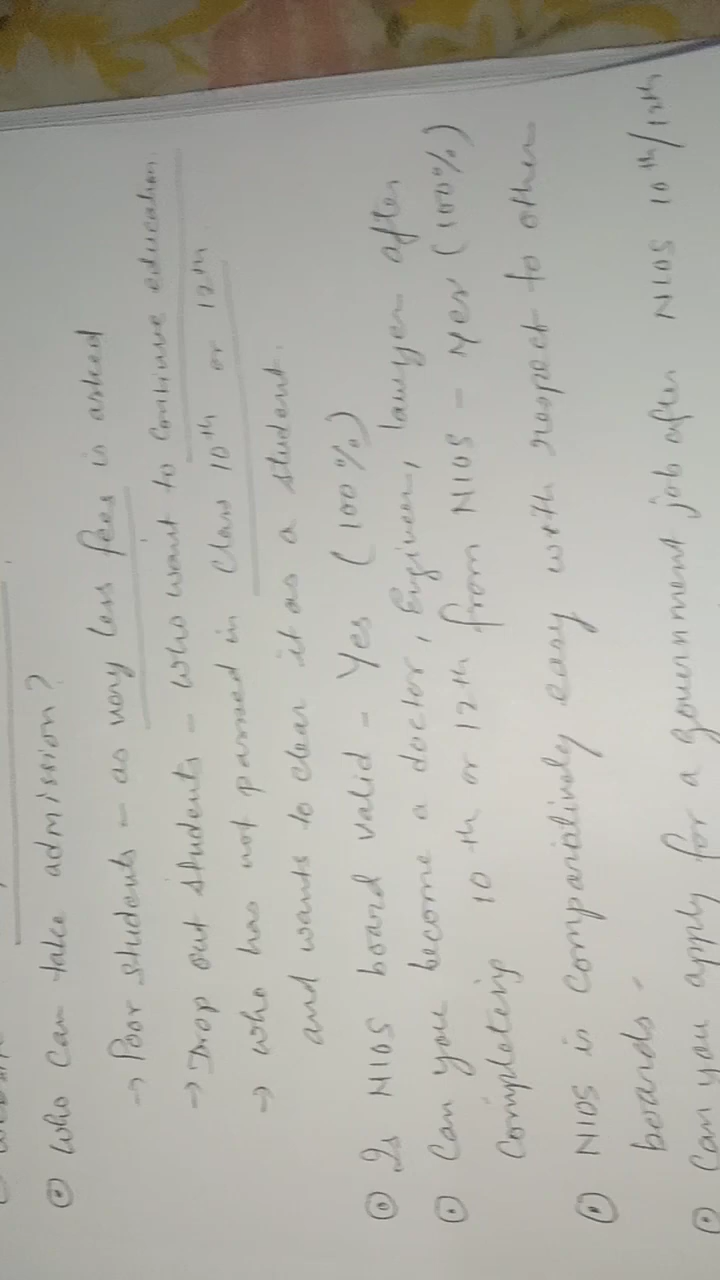 ⊙ Who can take admission?
→ Poor students - as very less fees is asked
→ Drop out students - who want to continue education.
→ who has not passed in class 10th or 12th
and wants to clear it as a student.
⊙ Is NIOS board valid - Yes (100%)
⊙ Can you become a doctor, Engineer, lawyer after
Completing 10th or 12th from NIOS - Yes (100%)
⊙ NIOS is comparitively easy with respect to other
boards.
⊙ Can you apply for a government job after NIOS 10th/12th